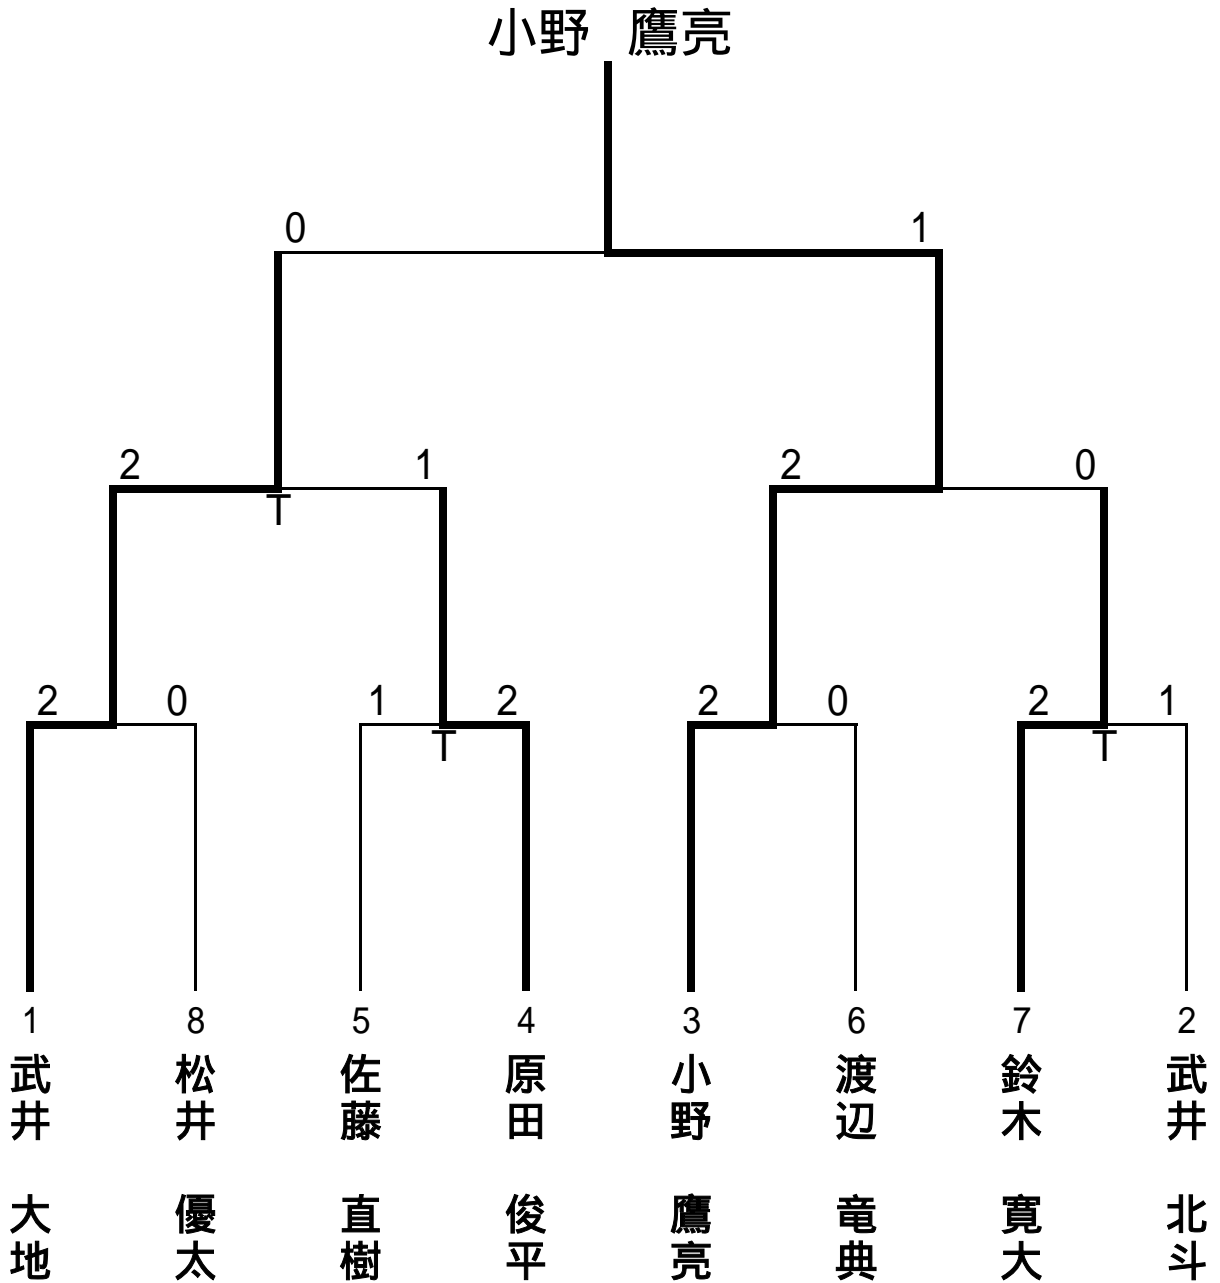 小野　鷹亮
0 1
2 1 2 0
T
2 0 1 2 2 0 2 1
T T
1 8 5 4 3 6 7 2
武井　大地
松井　優太
佐藤　直樹
原田　俊平
小野　鷹亮
渡辺　竜典
鈴木　寛大
武井　北斗